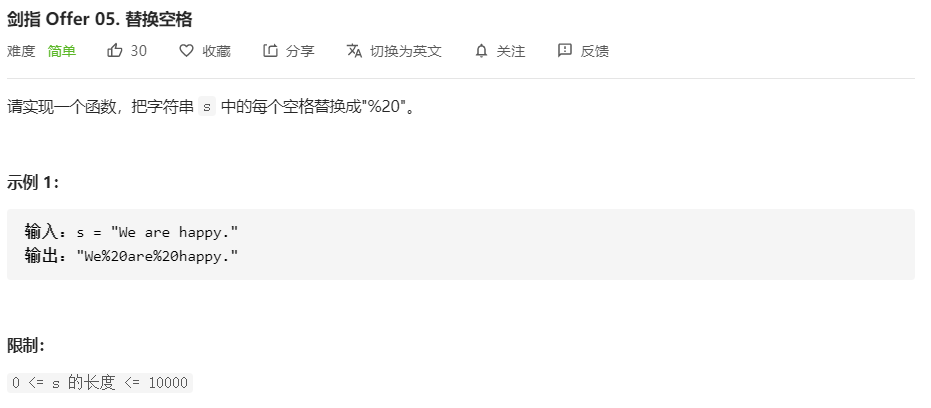 剑指 Offer 05. 替换空格
难度 简单 30 收藏 分享 切换为英文 关注 反馈
请实现一个函数，把字符串 s 中的每个空格替换成"%20"。
示例 1：
输入：s = "We are happy."
输出："We%20are%20happy."
限制：
0 <= s 的长度 <= 10000